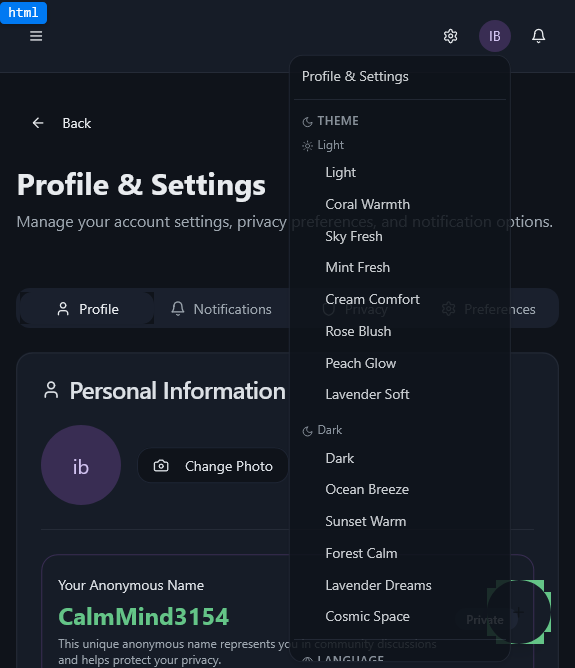 html
IB
Profile & Settings
THEME
Light
Light
Coral Warmth
Sky Fresh
Mint Fresh
Cream Comfort
Rose Blush
Peach Glow
Lavender Soft
Dark
Dark
Ocean Breeze
Sunset Warm
Forest Calm
Lavender Dreams
Cosmic Space
LANGUAGE
Back
Profile & Settings
Manage your account settings, privacy preferences, and notification options.
Profile
Notifications
Privacy
Preferences
Personal Information
ib
Change Photo
Your Anonymous Name
CalmMind3154
Private
This unique anonymous name represents you in community discussions
and helps protect your privacy.